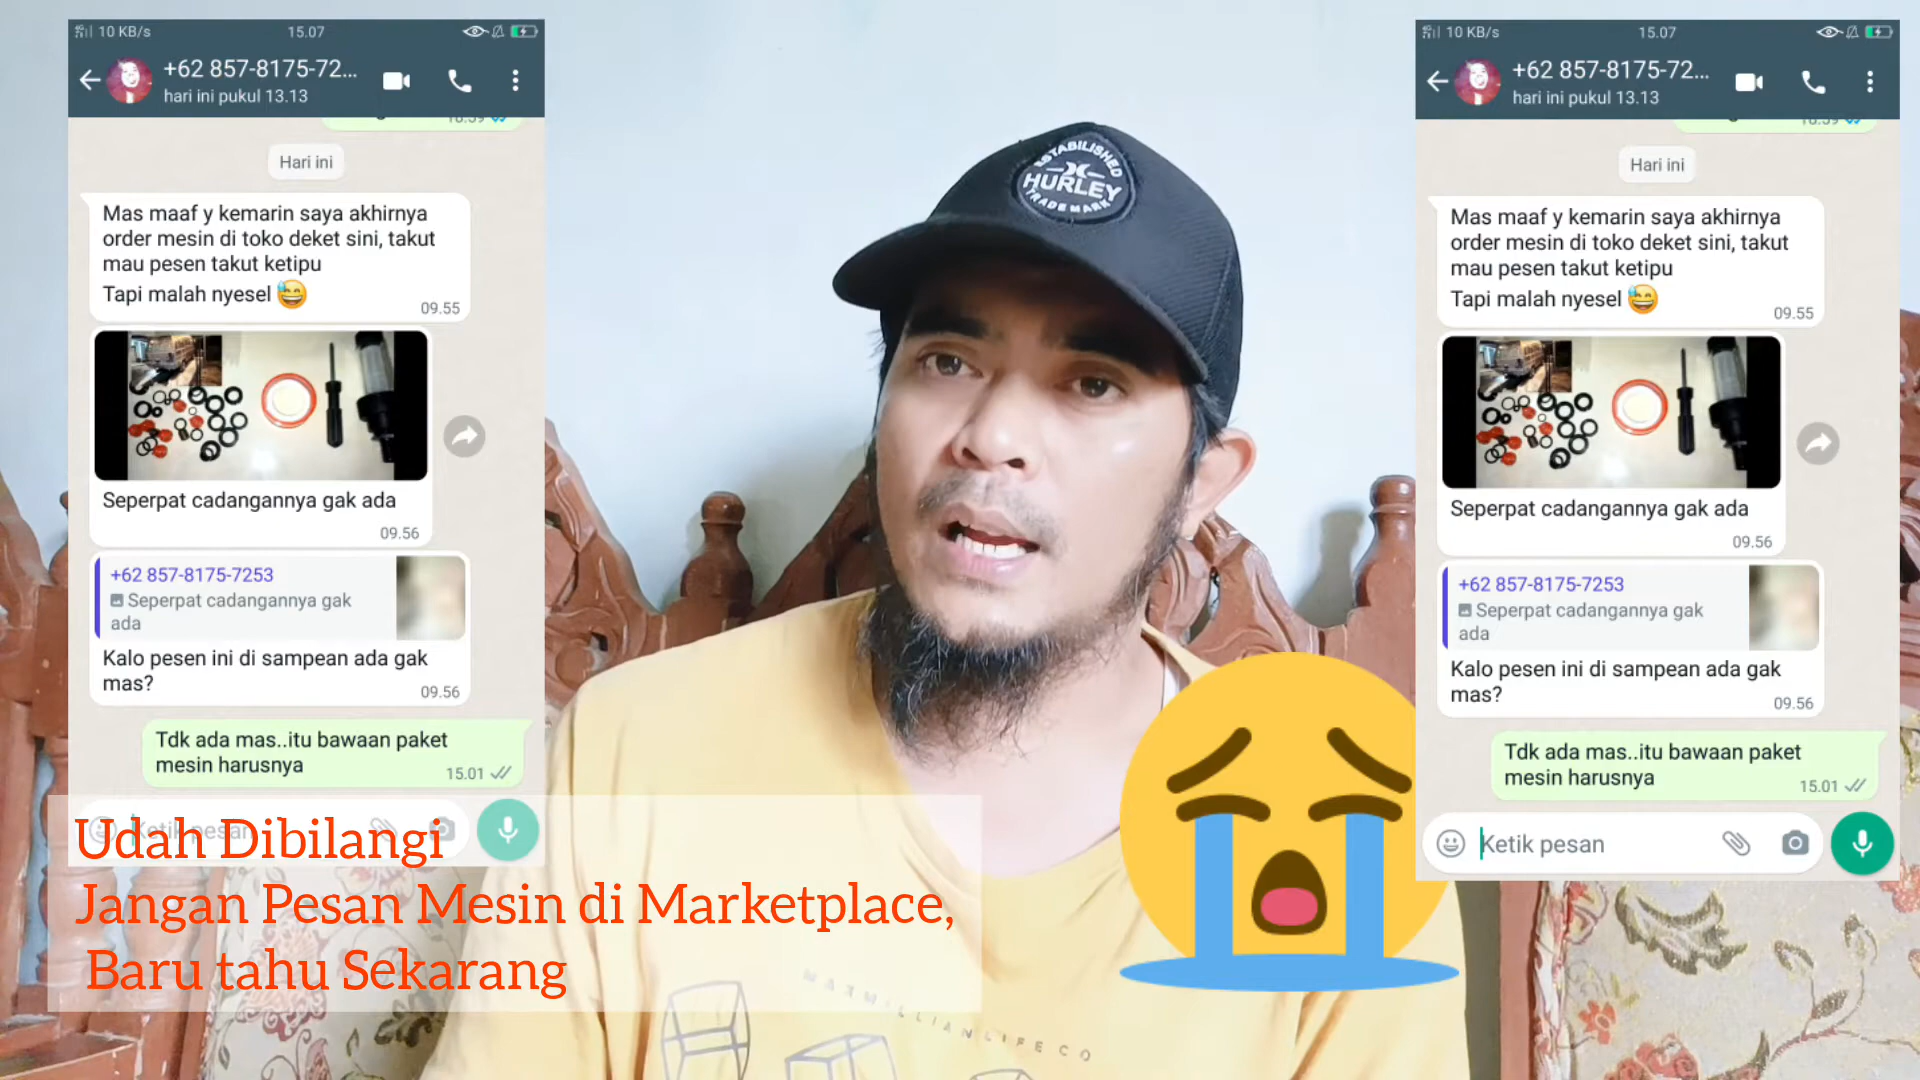 10 KB/s 15.07
+62 857-8175-72...
hari ini pukul 13.13
Hari ini
Mas maaf y kemarin saya akhirnya
order mesin di toko deket sini, takut
mau pesen takut ketipu
Tapi malah nyesel 😅
09.55
Seperpat cadangannya gak ada
09.56
+62 857-8175-7253
Seperpat cadangannya gak
ada
Kalo pesen ini di sampean ada gak
mas?
09.56
Tdk ada mas..itu bawaan paket
mesin harusnya
15.01
Ketik pesan
Udah Dibilangi
Jangan Pesan Mesin di Marketplace,
Baru tahu Sekarang
ESTABILISHED
HURLEY
TRADEMARK
MARMILLIANLIFE CO
10 KB/s 15.07
+62 857-8175-72...
hari ini pukul 13.13
Hari ini
Mas maaf y kemarin saya akhirnya
order mesin di toko deket sini, takut
mau pesen takut ketipu
Tapi malah nyesel 😅
09.55
Seperpat cadangannya gak ada
09.56
+62 857-8175-7253
Seperpat cadangannya gak
ada
Kalo pesen ini di sampean ada gak
mas?
09.56
Tdk ada mas..itu bawaan paket
mesin harusnya
15.01
Ketik pesan